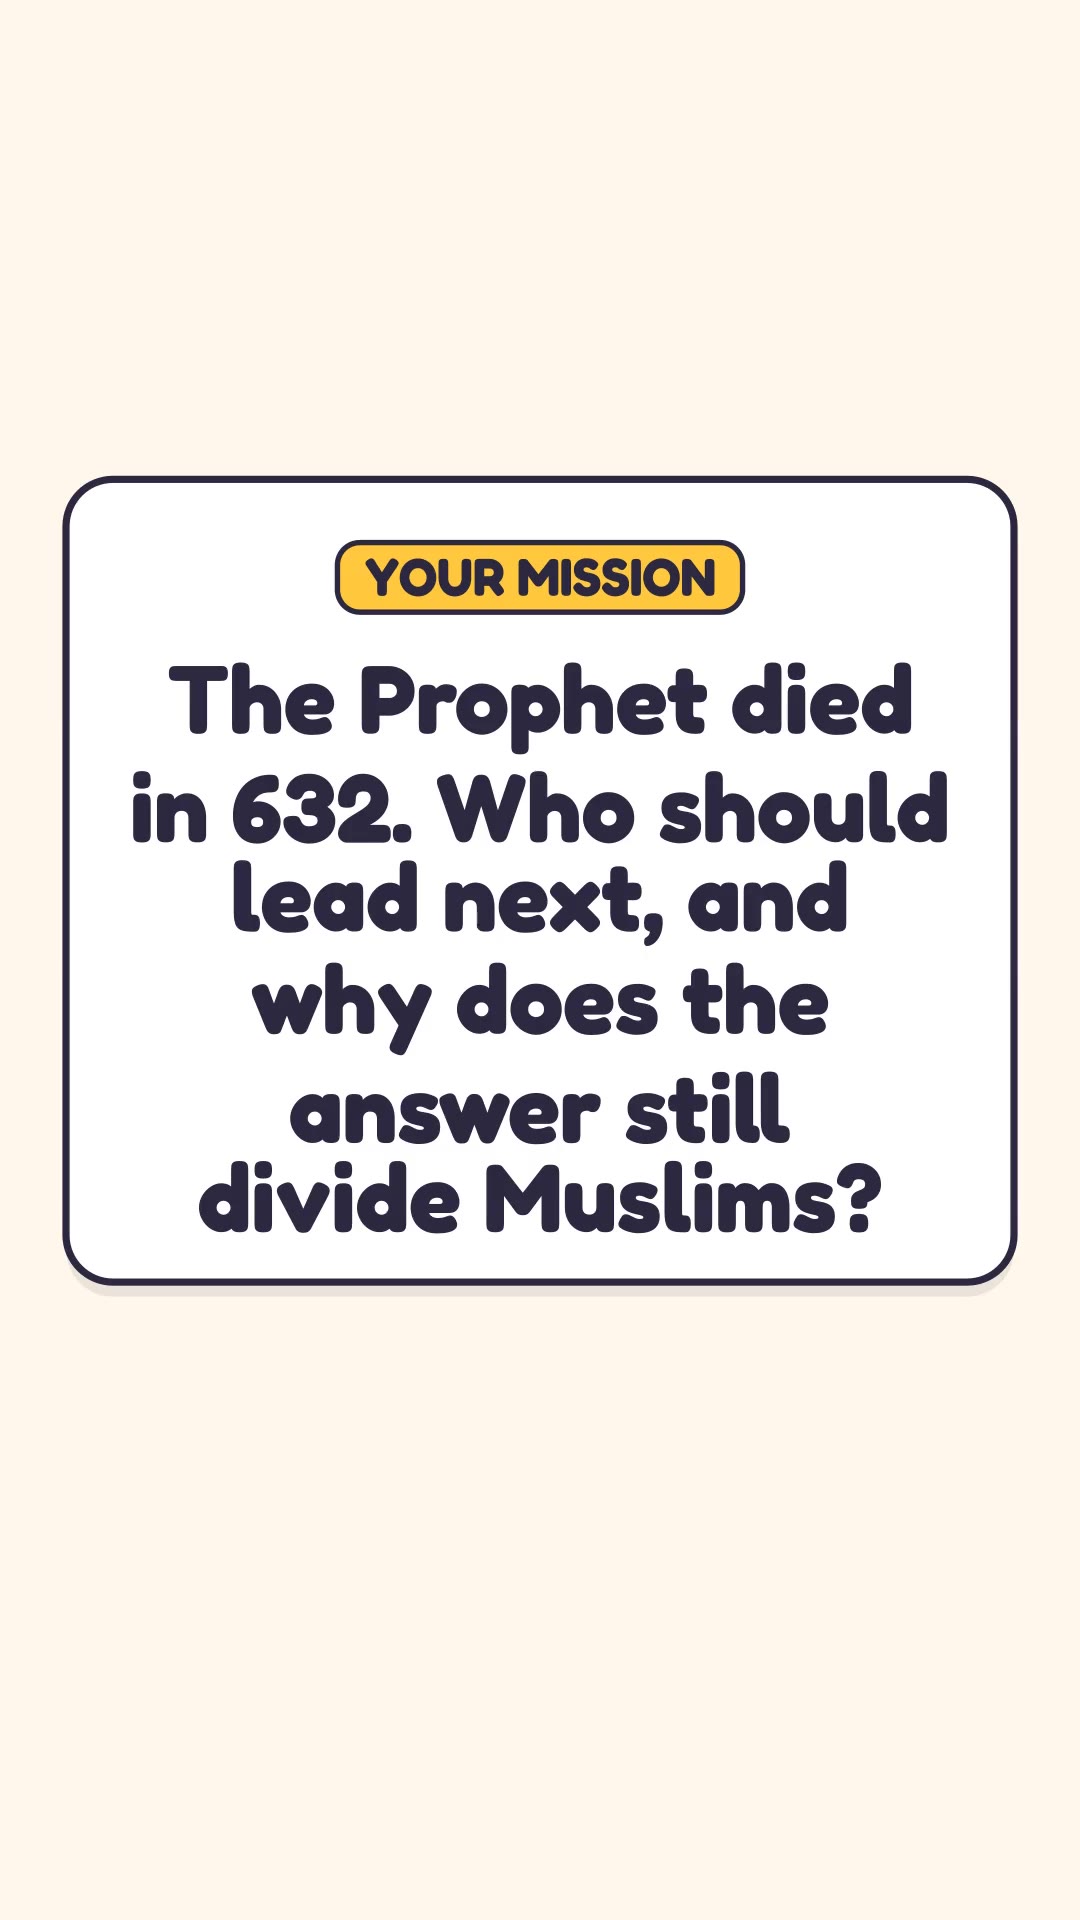 YOUR MISSION
The Prophet died
in 632. Who should
lead next, and
why does the
answer still
divide Muslims?